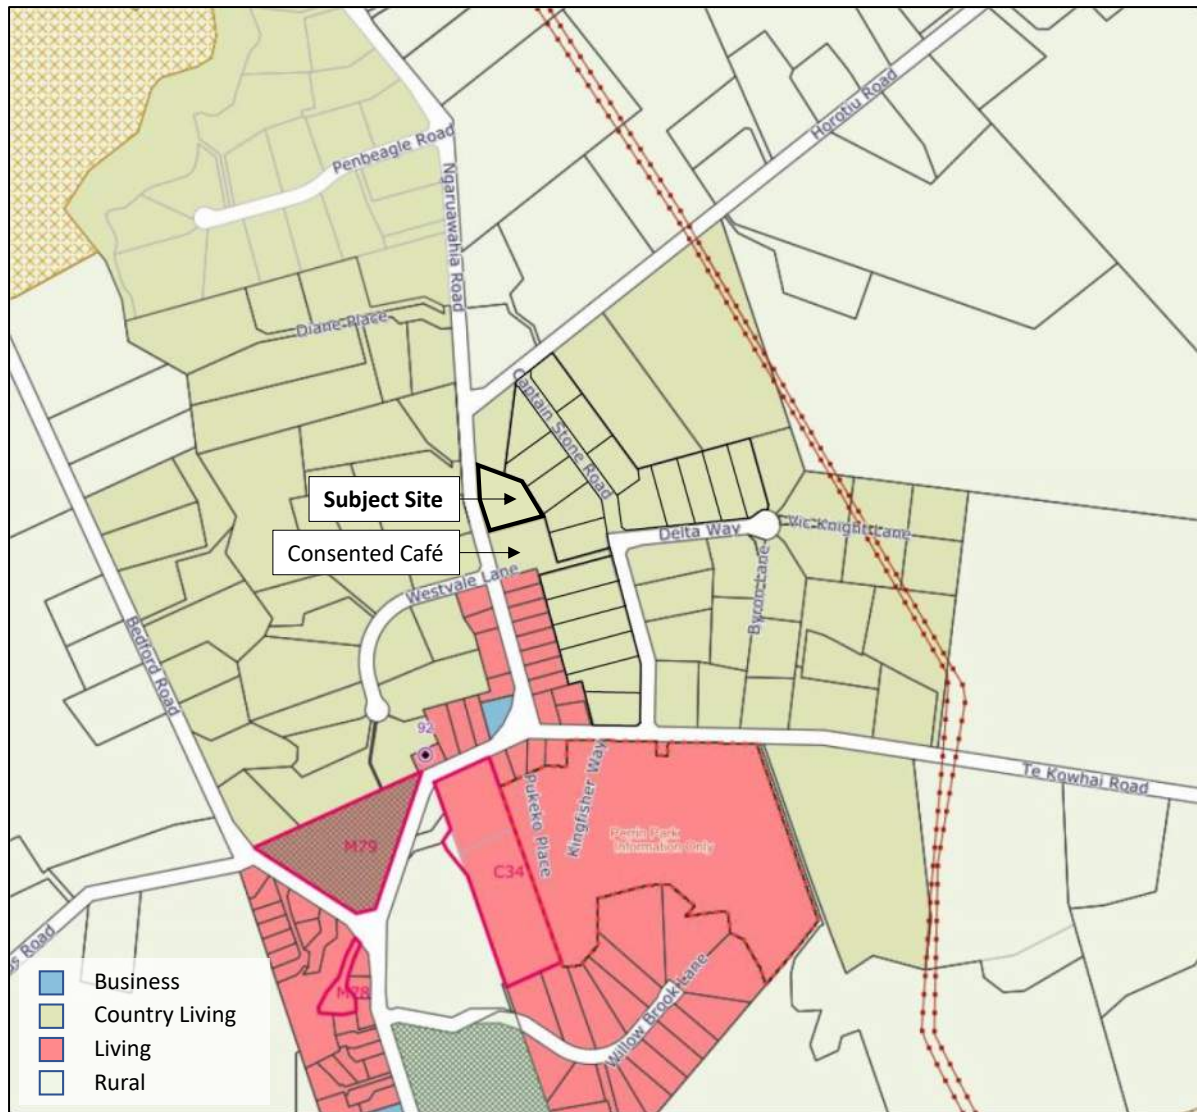 Horotiu Road
Penbeagle Road
Ngaruawahia Road
Diane Place
Captain Stone Road
Subject Site
Consented Café
Delta Way
Vic Knight Lane
Westvale Lane
Byron Lane
Bedford Road
92
Te Kowhai Road
Pukeko Place
Kingfisher Way
Perrin Park
Information Only
M79
C34
Road
M78
Willow Brook Lane
Business
Country Living
Living
Rural